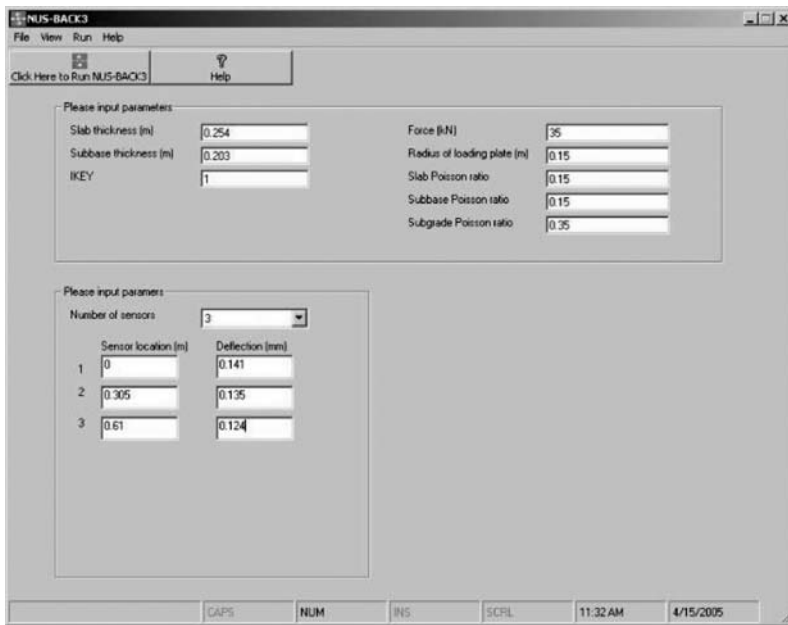 NUS-BACK3
File View Run Help
Click Here to Run NUS-BACK3
?
Help
Please input parameters
Slab thickness (m) 0.254
Force (kN) 35
Subbase thickness (m) 0.203
Radius of loading plate (m) 0.15
IKEY 1
Slab Poisson ratio 0.15
Subbase Poisson ratio 0.15
Subgrade Poisson ratio 0.35
Please input paramers
Number of sensors 3
Sensor location (m) Deflection (mm)
1 0 0.141
2 0.305 0.135
3 0.61 0.124
CAPS NUM INS SCRL 11:32 AM 4/15/2005